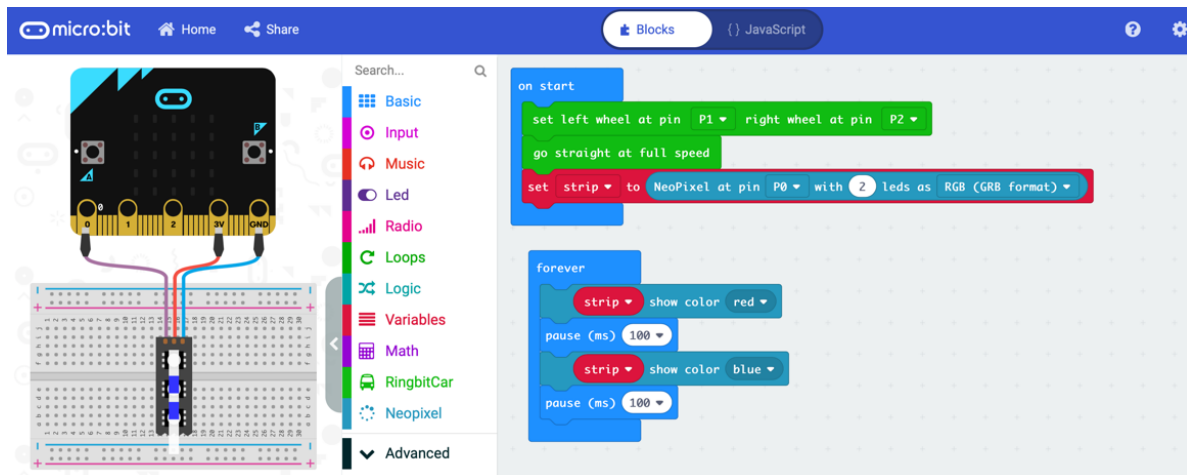 micro:bit Home Share Blocks {} JavaScript ?
Search...
Basic
Input
Music
Led
Radio
Loops
Logic
Variables
Math
RingbitCar
Neopixel
Advanced
on start
set left wheel at pin P1 right wheel at pin P2
go straight at full speed
set strip to NeoPixel at pin P0 with 2 leds as RGB (GRB format)
forever
strip show color red
pause (ms) 100
strip show color blue
pause (ms) 100
A
B
0
0 1 2 3V GND